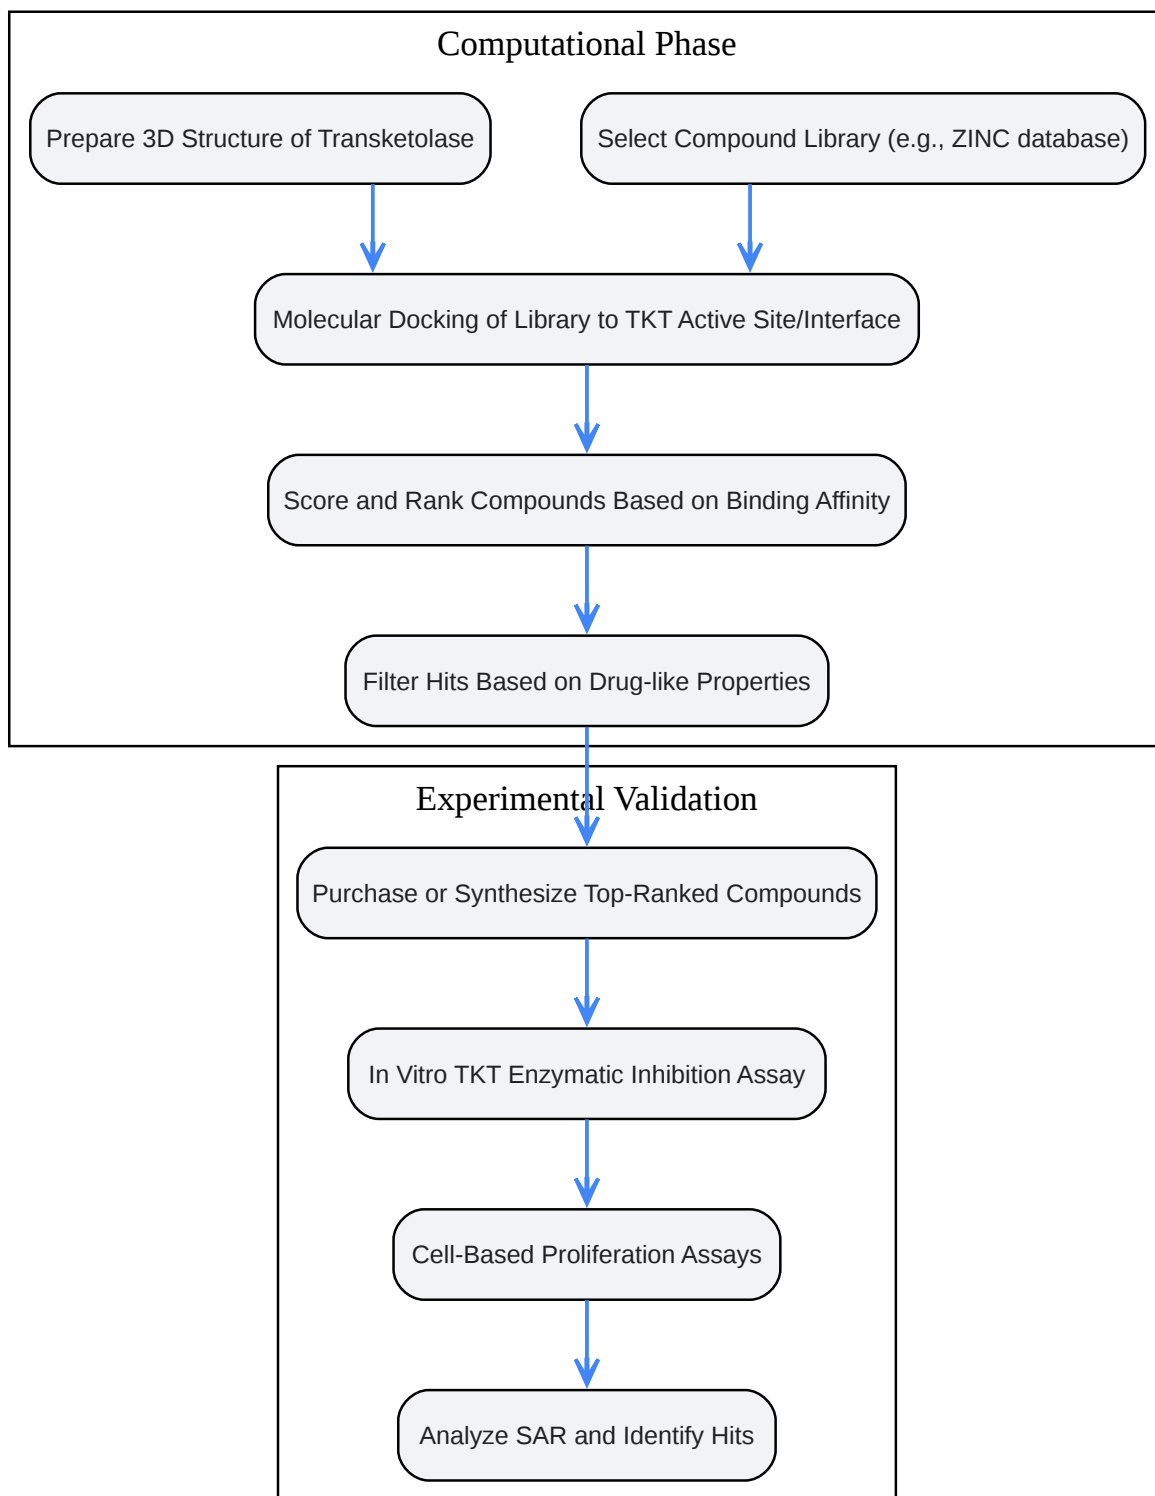 Computational Phase
Prepare 3D Structure of Transketolase
Select Compound Library (e.g., ZINC database)
Molecular Docking of Library to TKT Active Site/Interface
Score and Rank Compounds Based on Binding Affinity
Filter Hits Based on Drug-like Properties
Experimental Validation
Purchase or Synthesize Top-Ranked Compounds
In Vitro TKT Enzymatic Inhibition Assay
Cell-Based Proliferation Assays
Analyze SAR and Identify Hits